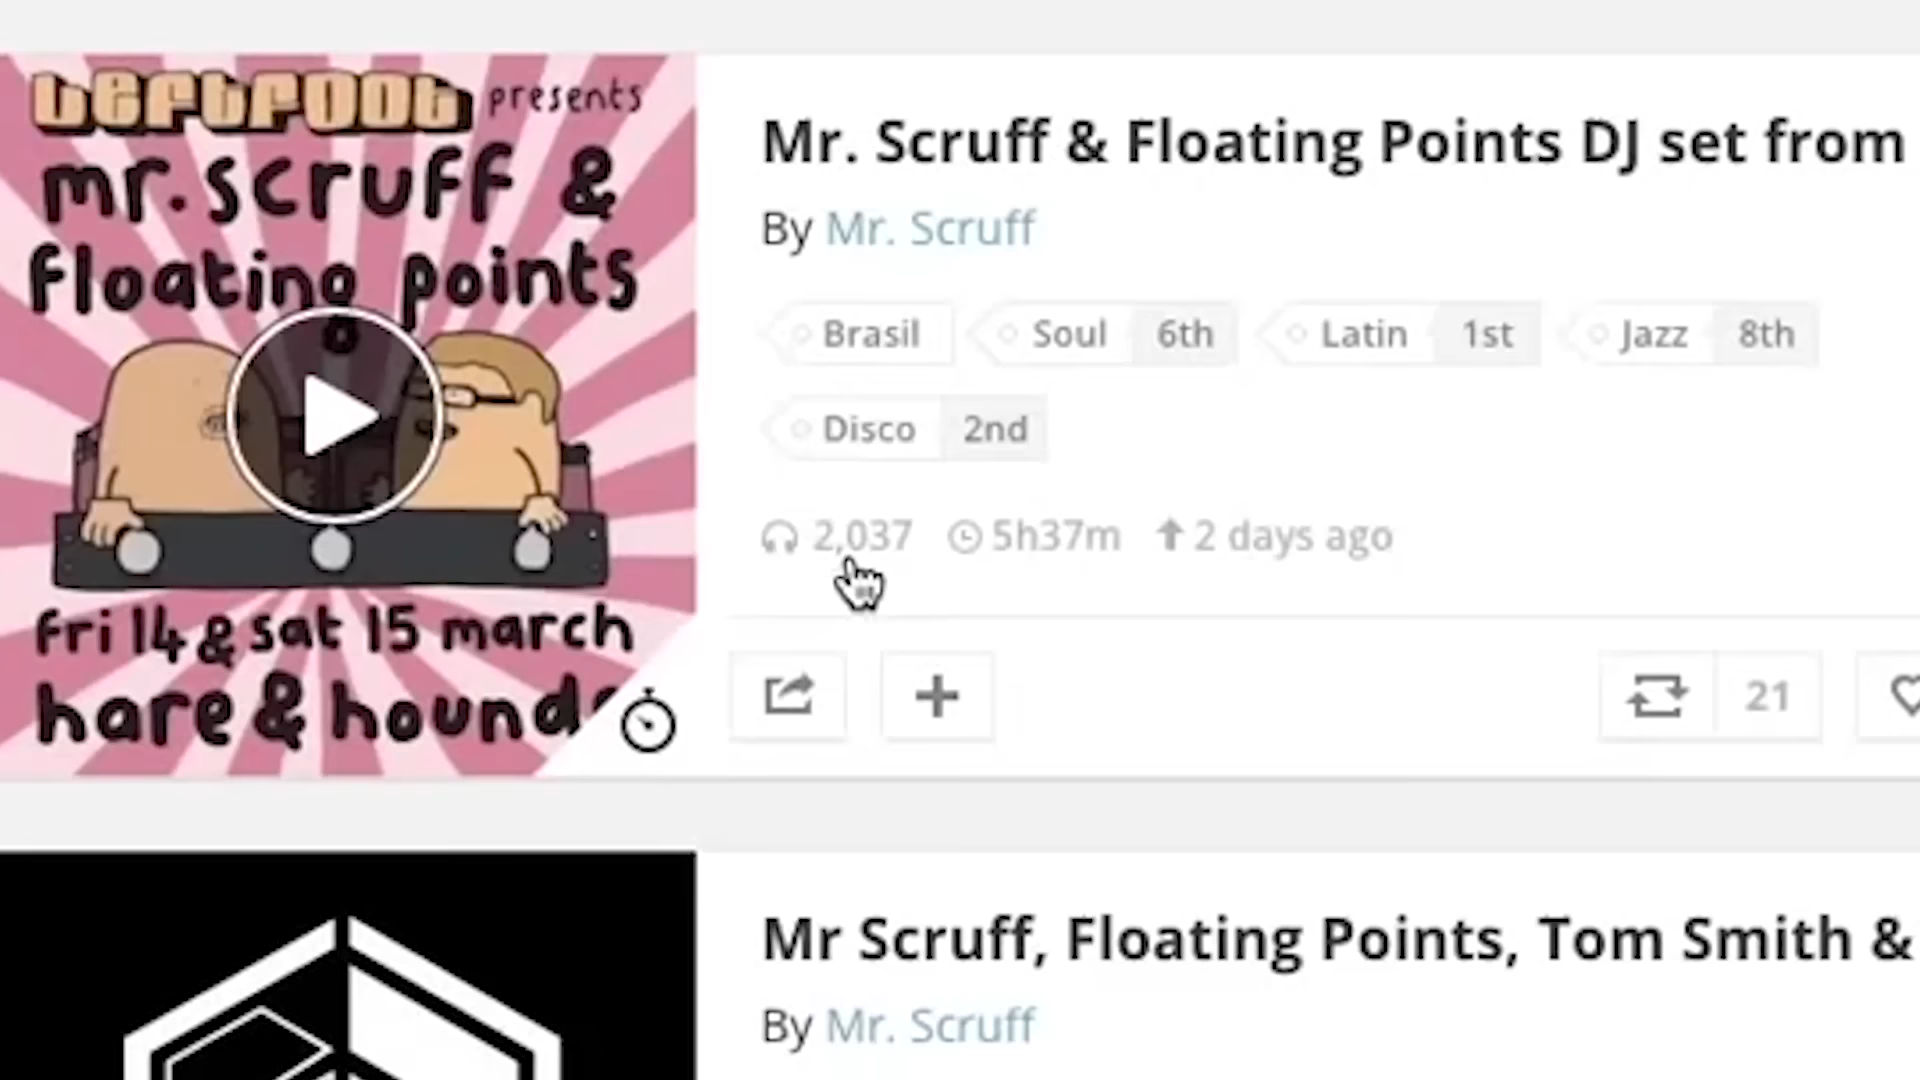 Leftfoot presents
mr.scruff &
floating points
fri 14 & sat 15 march
hare & hounds
Mr. Scruff & Floating Points DJ set from
By Mr. Scruff
Brasil Soul 6th Latin 1st Jazz 8th
Disco 2nd
2,037 5h37m 2 days ago
21
Mr Scruff, Floating Points, Tom Smith &
By Mr. Scruff